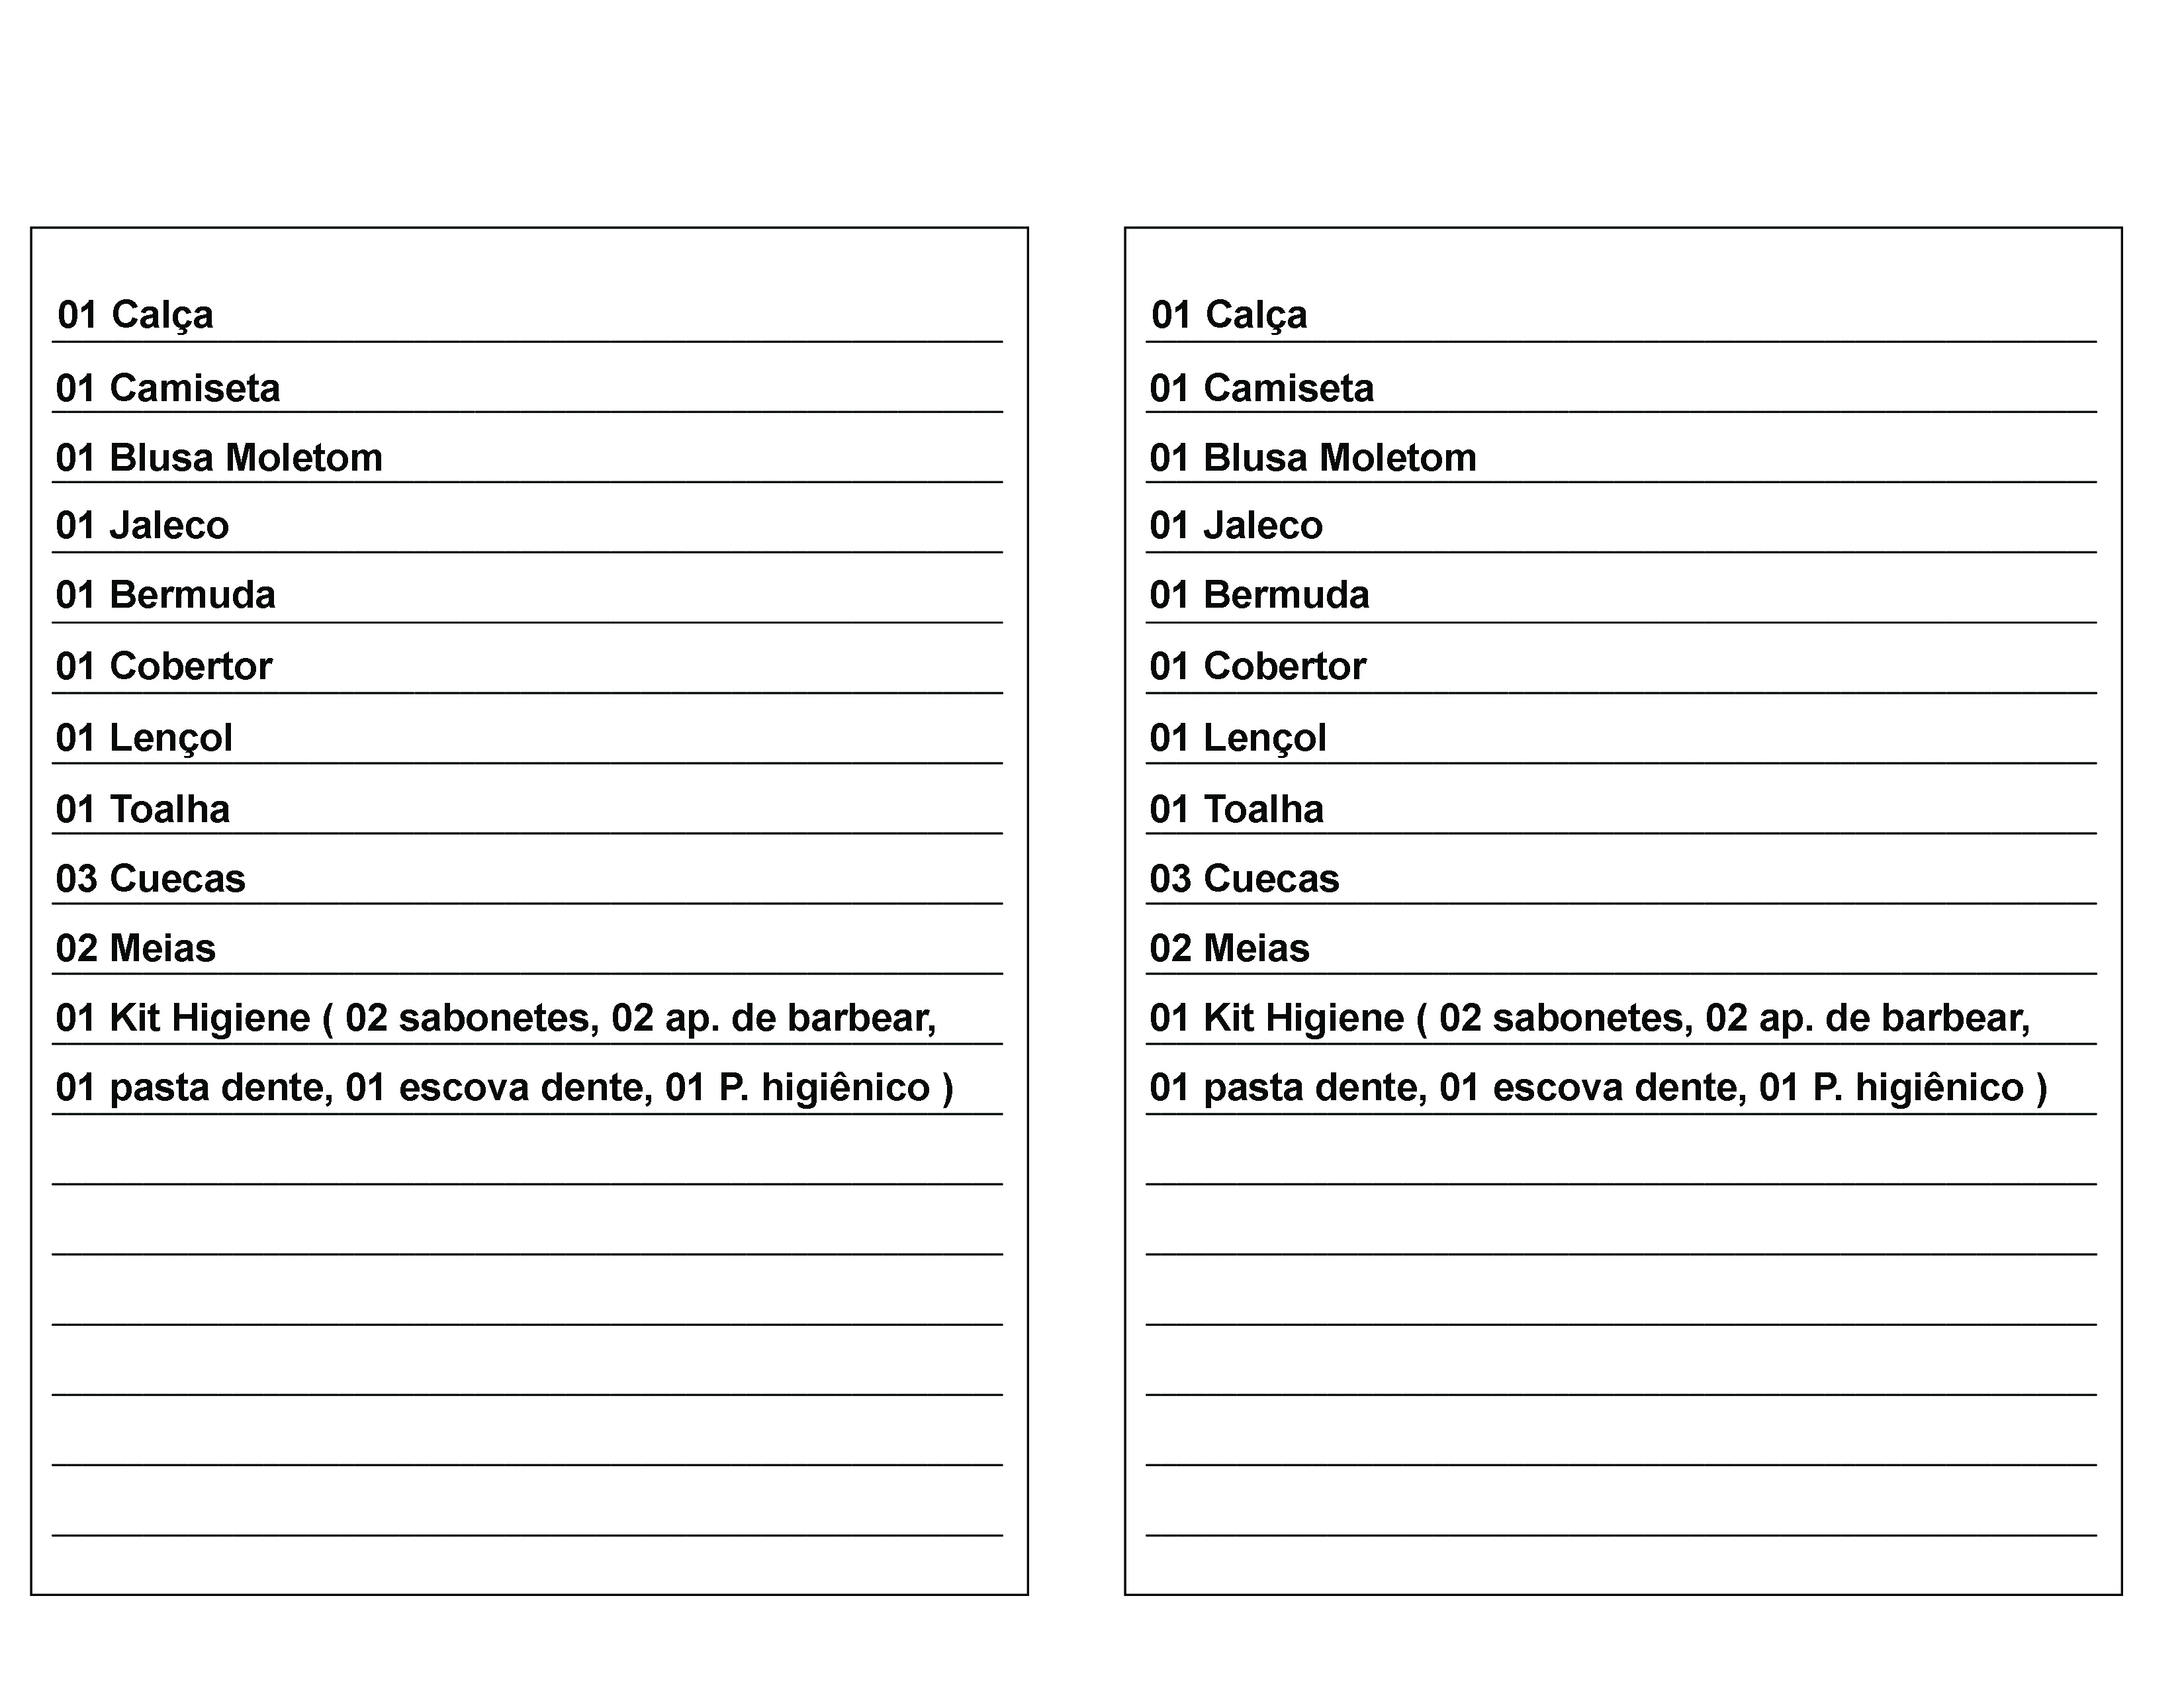 01 Calça
01 Camiseta
01 Blusa Moletom
01 Jaleco
01 Bermuda
01 Cobertor
01 Lençol
01 Toalha
03 Cuecas
02 Meias
01 Kit Higiene ( 02 sabonetes, 02 ap. de barbear,
01 pasta dente, 01 escova dente, 01 P. higiênico )
01 Calça
01 Camiseta
01 Blusa Moletom
01 Jaleco
01 Bermuda
01 Cobertor
01 Lençol
01 Toalha
03 Cuecas
02 Meias
01 Kit Higiene ( 02 sabonetes, 02 ap. de barbear,
01 pasta dente, 01 escova dente, 01 P. higiênico )